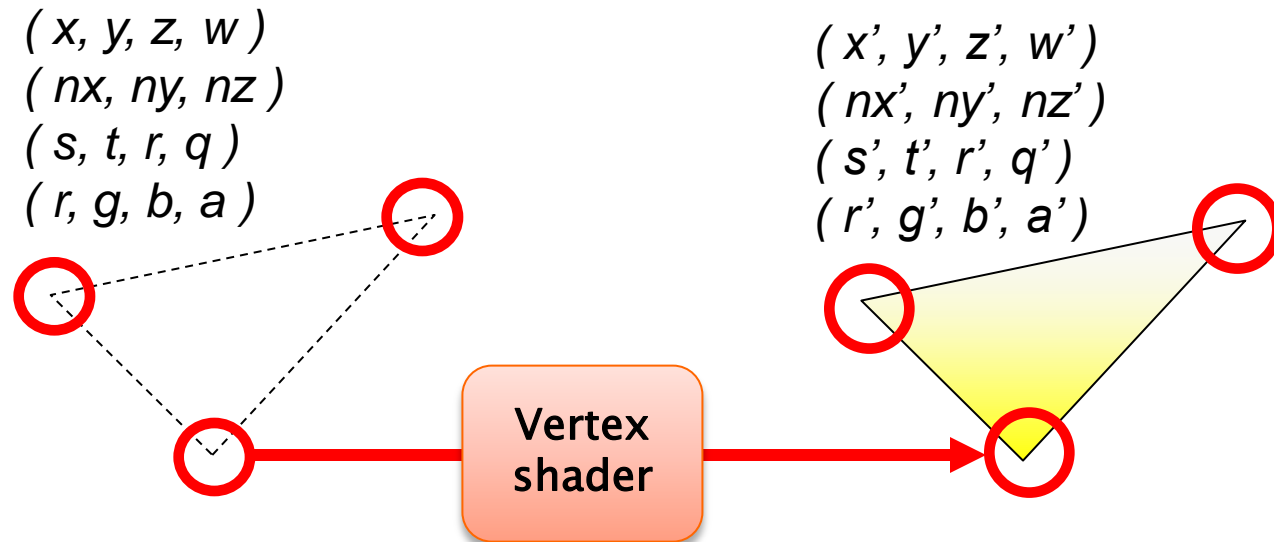 ( x, y, z, w )
( nx, ny, nz )
( s, t, r, q )
( r, g, b, a )
( x’, y’, z’, w’ )
( nx’, ny’, nz’ )
( s’, t’, r’, q’ )
( r’, g’, b’, a’ )
Vertex
shader